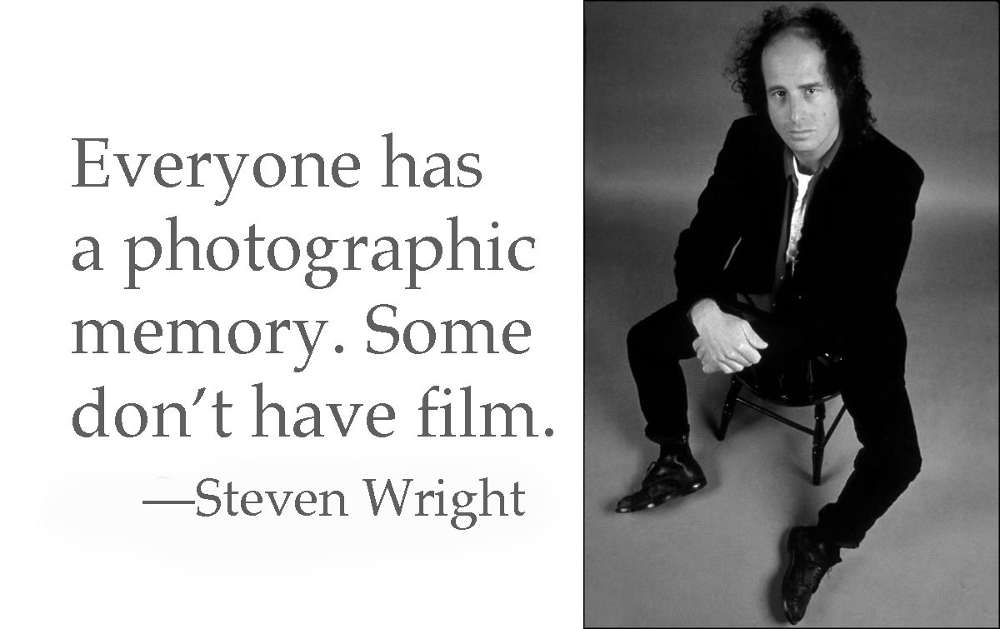 Everyone has
a photographic
memory. Some
don’t have film.
—Steven Wright